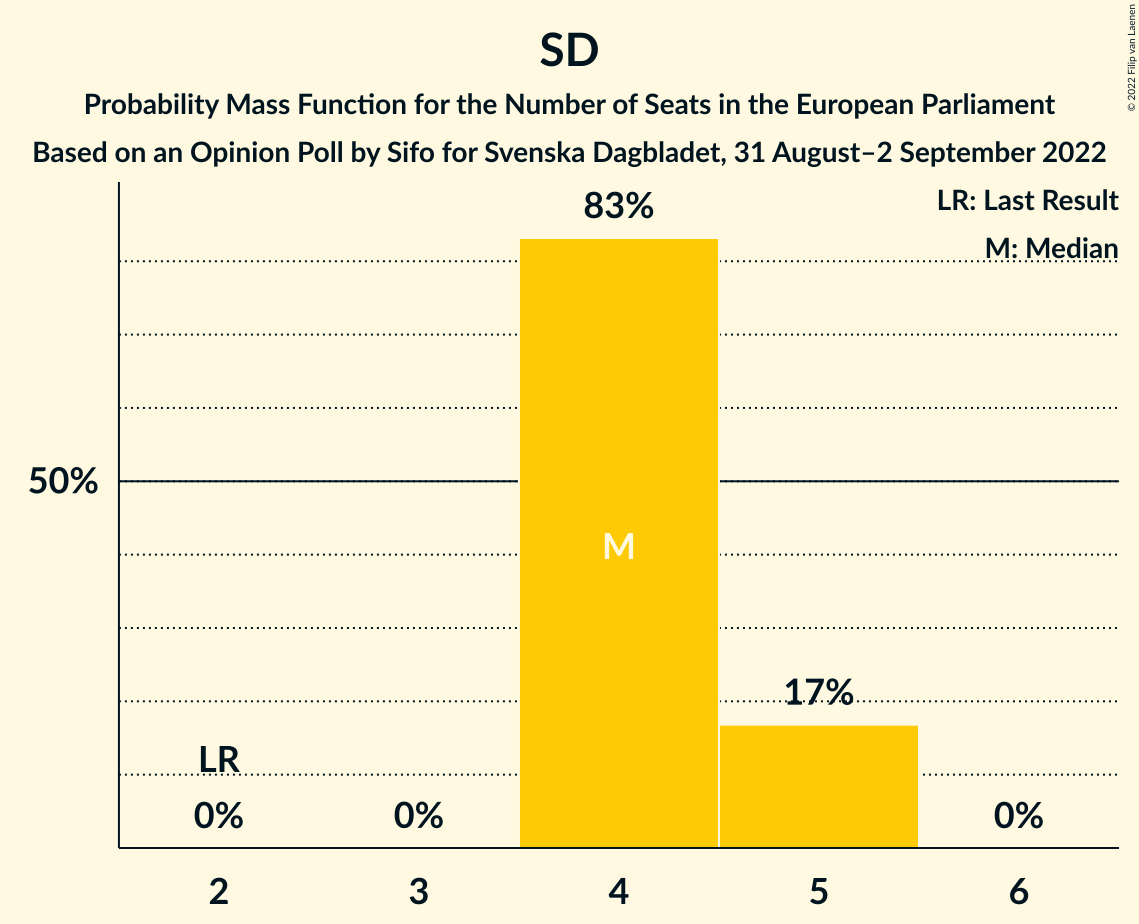 SD
Probability Mass Function for the Number of Seats in the European Parliament
Based on an Opinion Poll by Sifo for Svenska Dagbladet, 31 August–2 September 2022
© 2022 Filip van Laenen
LR: Last Result
M: Median
83%
50%
M
17%
LR
0%
0%
0%
2
3
4
5
6